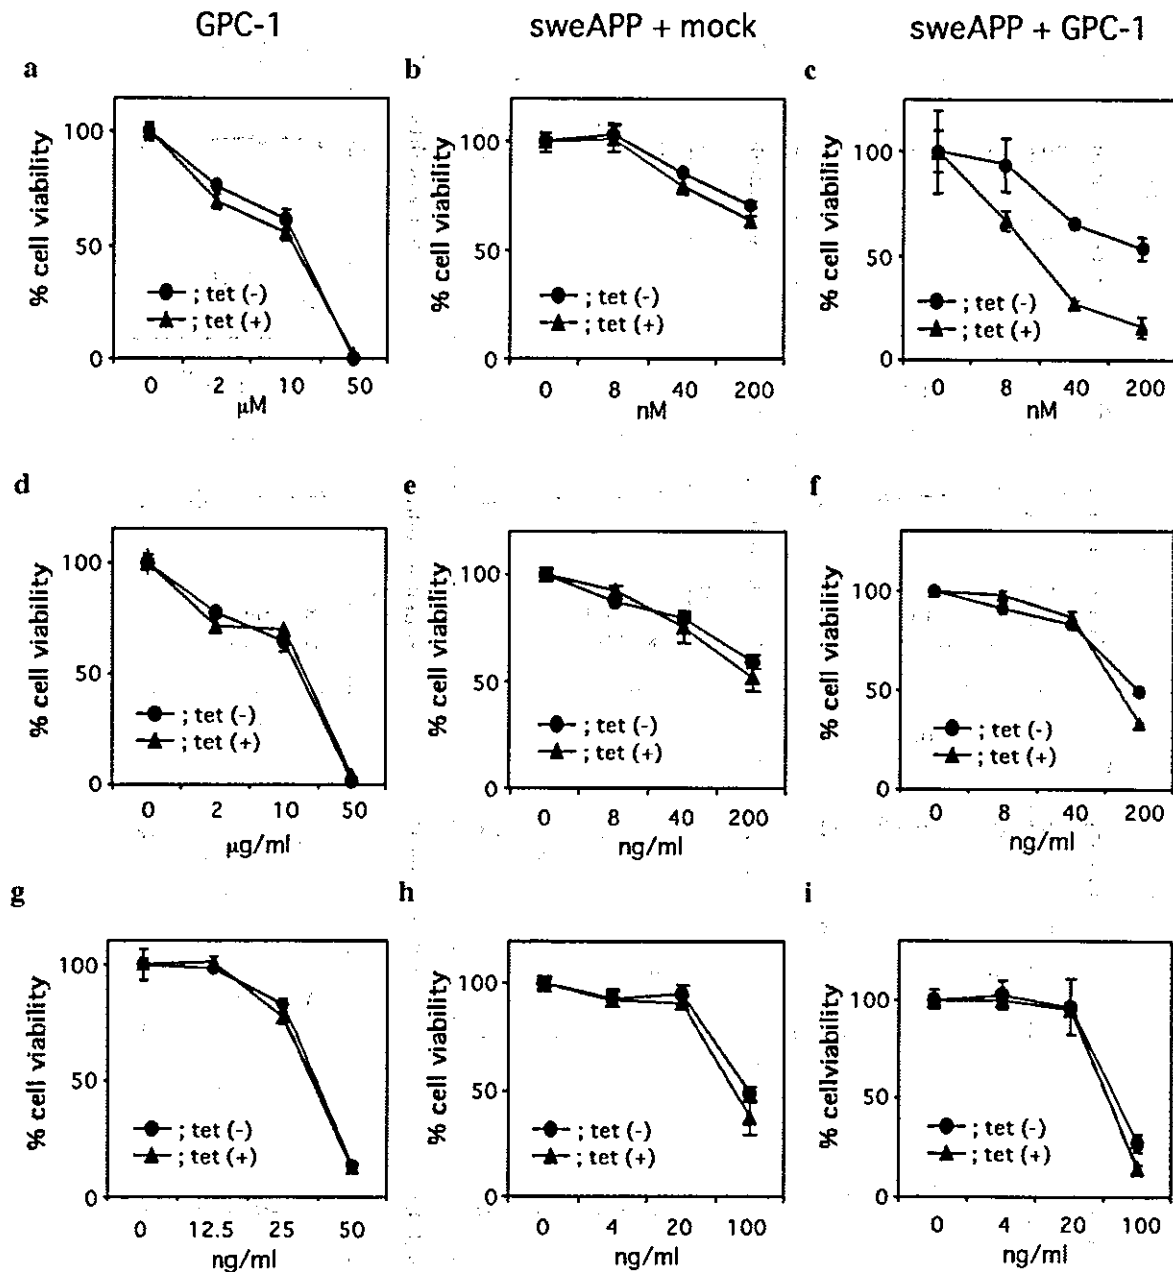 GPC-1 sweAPP + mock sweAPP + GPC-1
a b c
% cell viability
100
50
0
; tet (-)
; tet (+)
0 2 10 50
μM
% cell viability
100
50
0
; tet (-)
; tet (+)
0 8 40 200
nM
% cell viability
100
50
0
; tet (-)
; tet (+)
0 8 40 200
nM
d e f
% cell viability
100
50
0
; tet (-)
; tet (+)
0 2 10 50
μg/ml
% cell viability
100
50
0
; tet (-)
; tet (+)
0 8 40 200
ng/ml
% cell viability
100
50
0
; tet (-)
; tet (+)
0 8 40 200
ng/ml
g h i
% cell viability
100
50
0
; tet (-)
; tet (+)
0 12.5 25 50
ng/ml
% cell viability
100
50
0
; tet (-)
; tet (+)
0 4 20 100
ng/ml
% cellviability
100
50
0
; tet (-)
; tet (+)
0 4 20 100
ng/ml